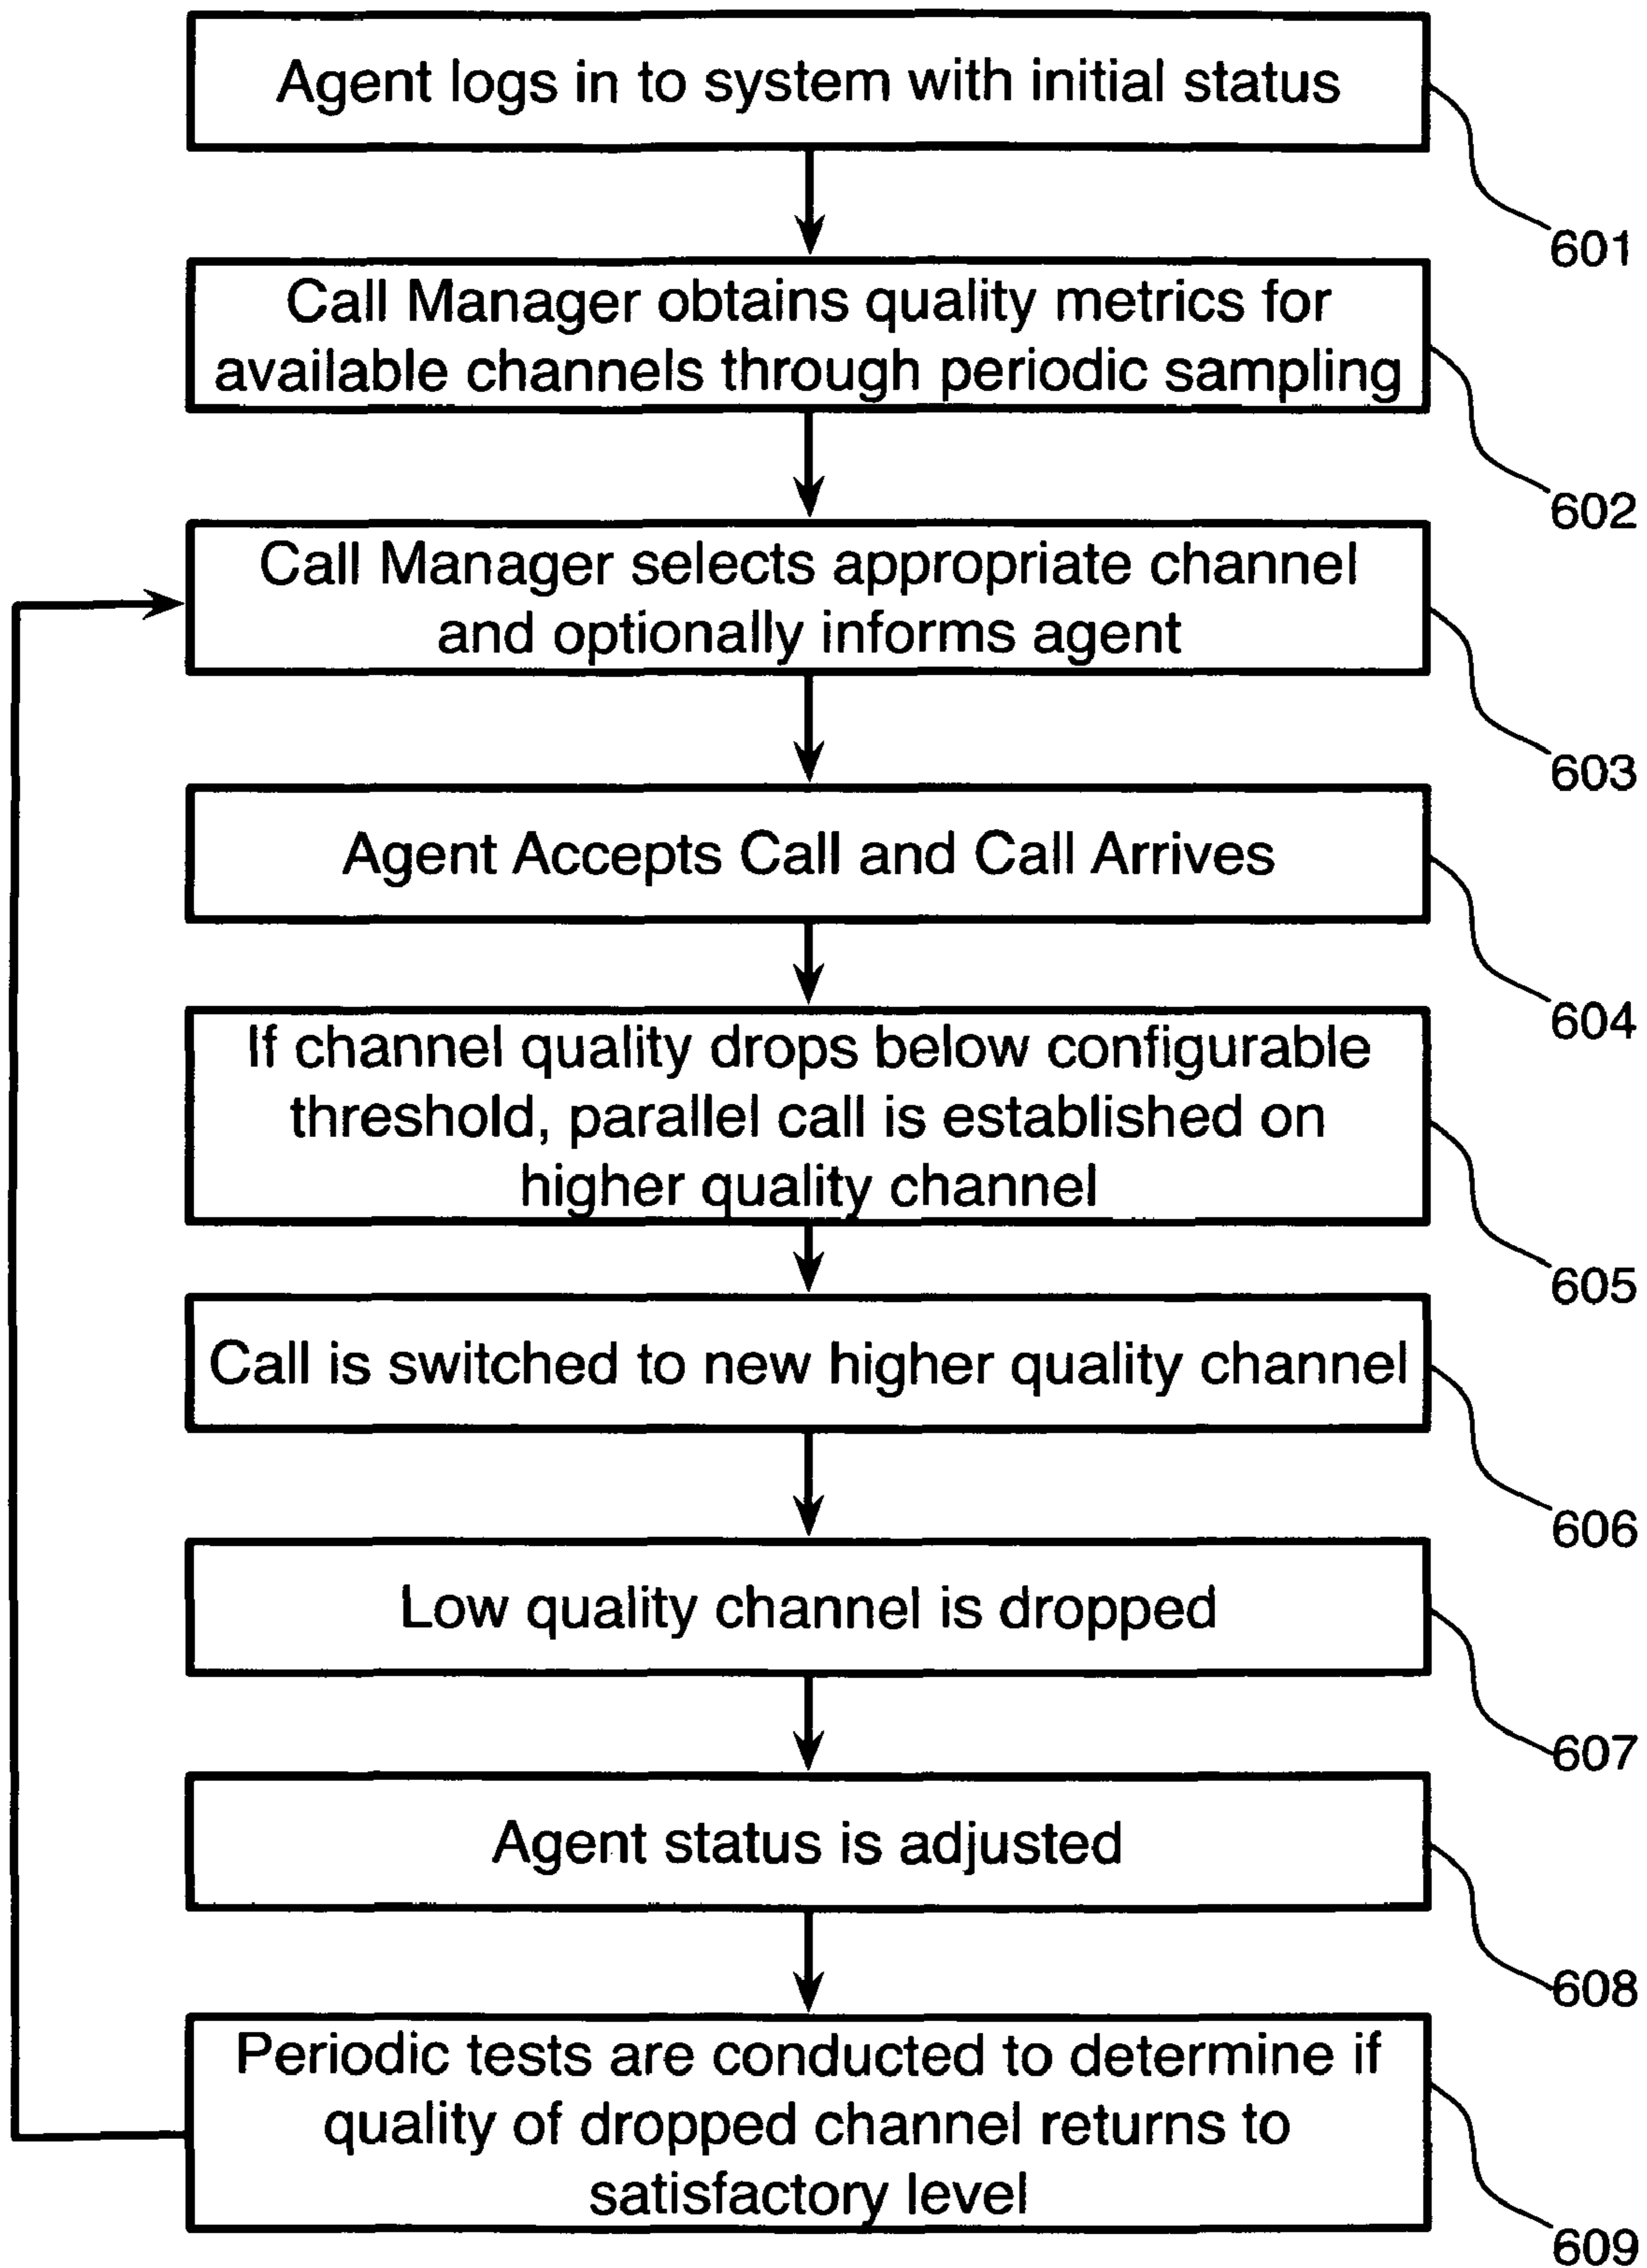 Agent logs in to system with initial status
601
Call Manager obtains quality metrics for
available channels through periodic sampling
602
Call Manager selects appropriate channel
and optionally informs agent
603
Agent Accepts Call and Call Arrives
604
If channel quality drops below configurable
threshold, parallel call is established on
higher quality channel
605
Call is switched to new higher quality channel
606
Low quality channel is dropped
607
Agent status is adjusted
608
Periodic tests are conducted to determine if
quality of dropped channel returns to
satisfactory level
609